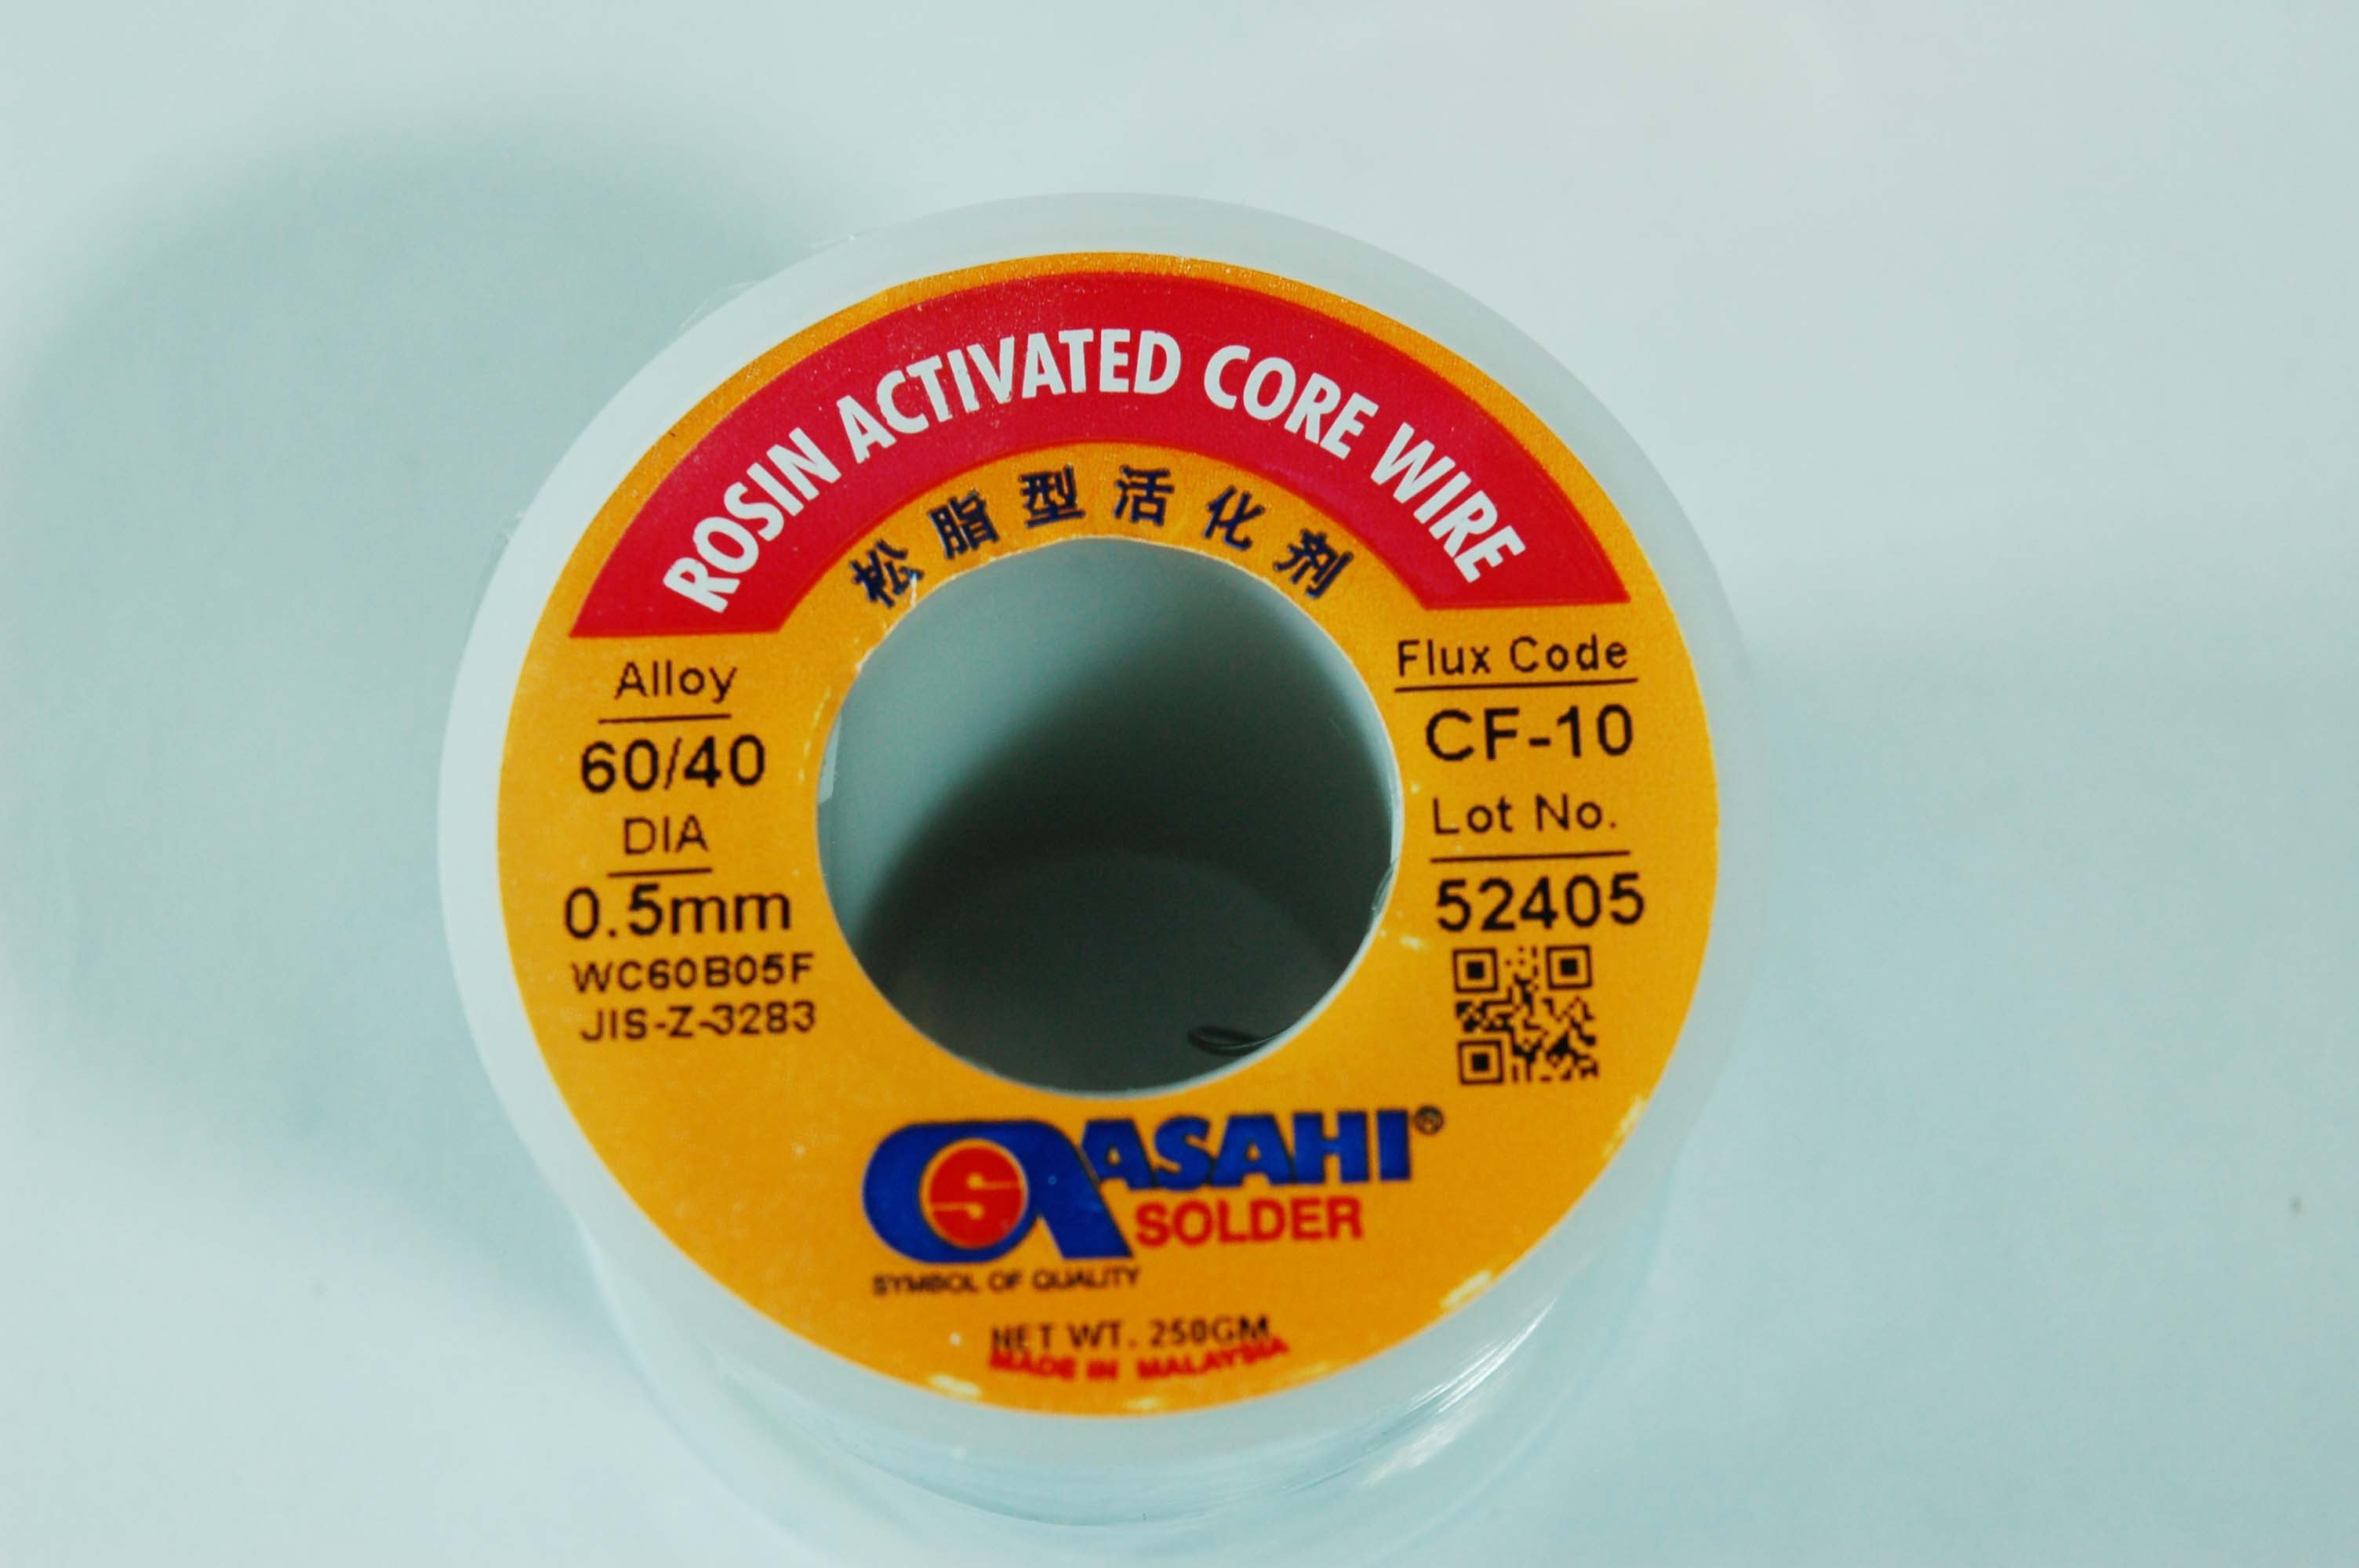 ROSIN ACTIVATED CORE WIRE
松脂型活化剂
Alloy
60/40
DIA
0.5mm
WC60B05F
JIS-Z-3283
Flux Code
CF-10
Lot No.
52405
ASAHI®
SOLDER
SYMBOL OF QUALITY
NET WT. 250GM
MADE IN MALAYSIA